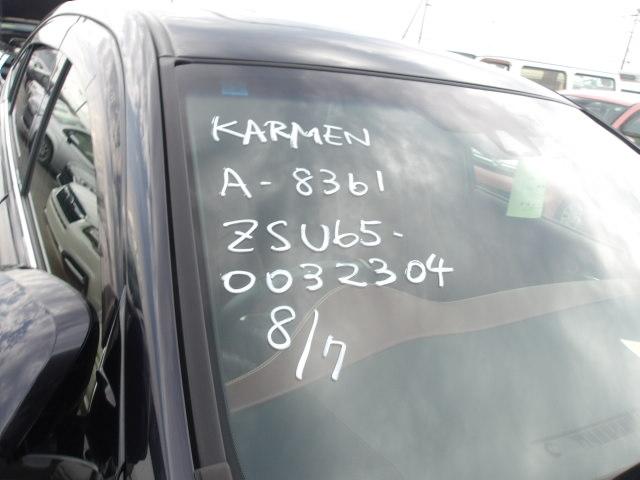 KARMEN
A-8361
ZSU65-
0032304
8/7